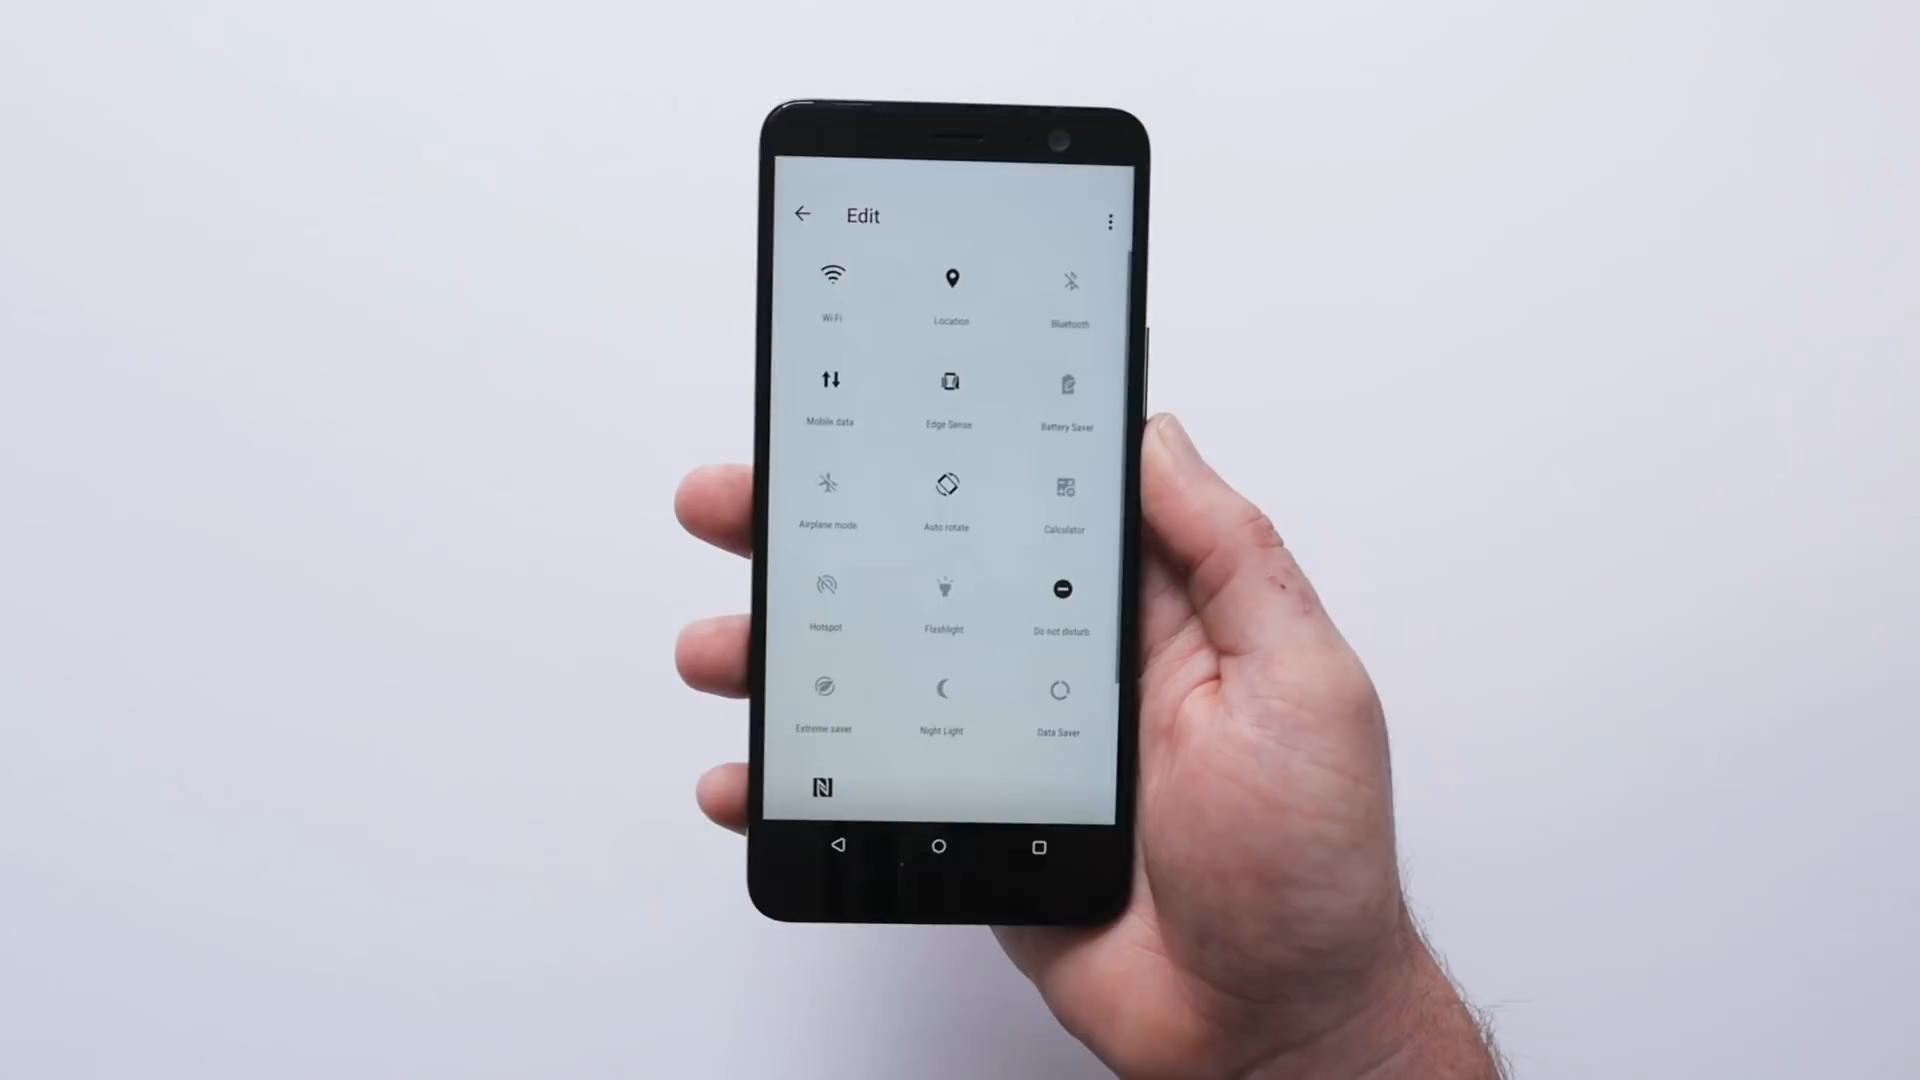 Edit
Wi-Fi Location Bluetooth
Mobile data Edge Sense Battery Saver
Airplane mode Auto rotate Calculator
Hotspot Flashlight Do not disturb
Extreme saver Night Light Data Saver